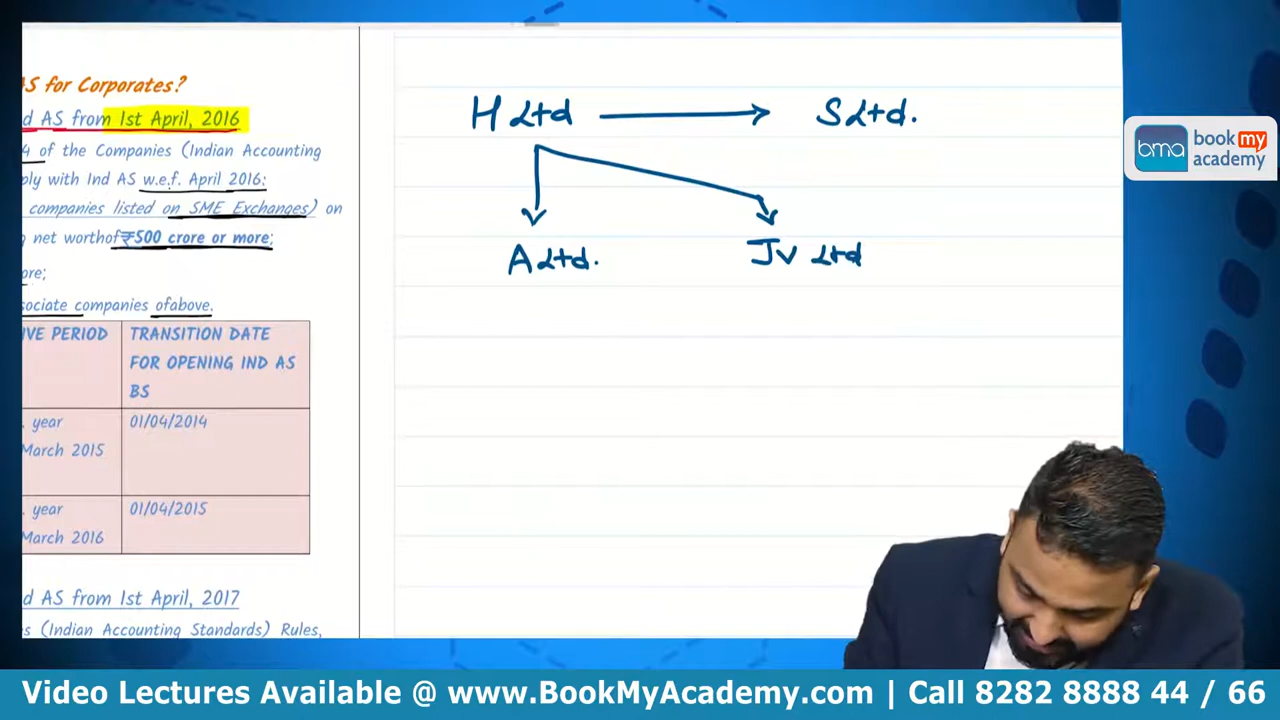 AS for Corporates?
d AS from 1st April, 2016
4 of the Companies (Indian Accounting
ply with Ind AS w.e.f. April 2016:
companies listed on SME Exchanges) on
net worthof ₹500 crore or more;
ore;
sociate companies ofabove.
IVE PERIOD
TRANSITION DATE
FOR OPENING IND AS
BS
. year
March 2015
01/04/2014
. year
March 2016
01/04/2015
d AS from 1st April, 2017
s (Indian Accounting Standards) Rules,
H Ltd
S Ltd.
A Ltd.
JV Ltd
bma
book my
academy
Video Lectures Available @ www.BookMyAcademy.com | Call 8282 8888 44 / 66